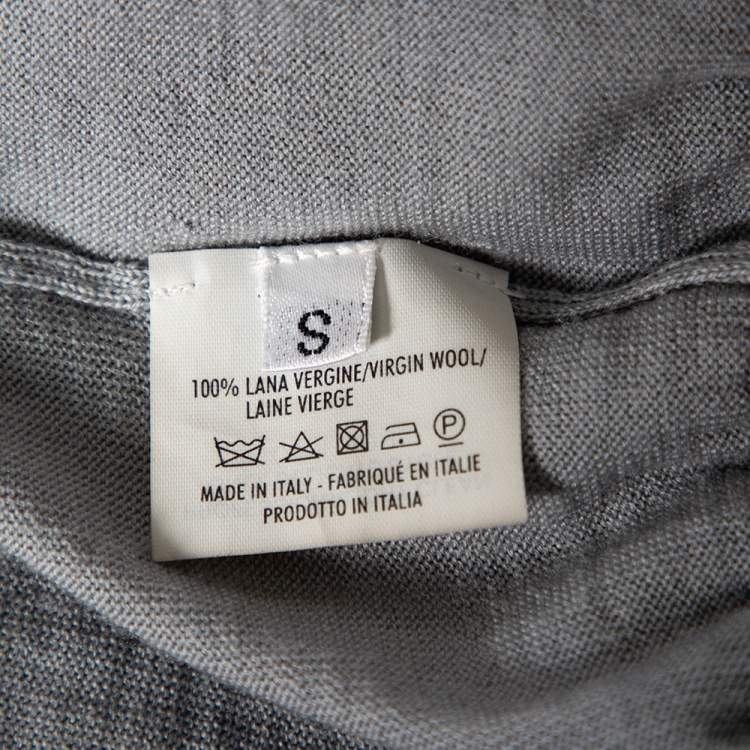 S
100% LANA VERGINE/VIRGIN WOOL/
LAINE VIERGE
P
MADE IN ITALY - FABRIQUÉ EN ITALIE
PRODOTTO IN ITALIA